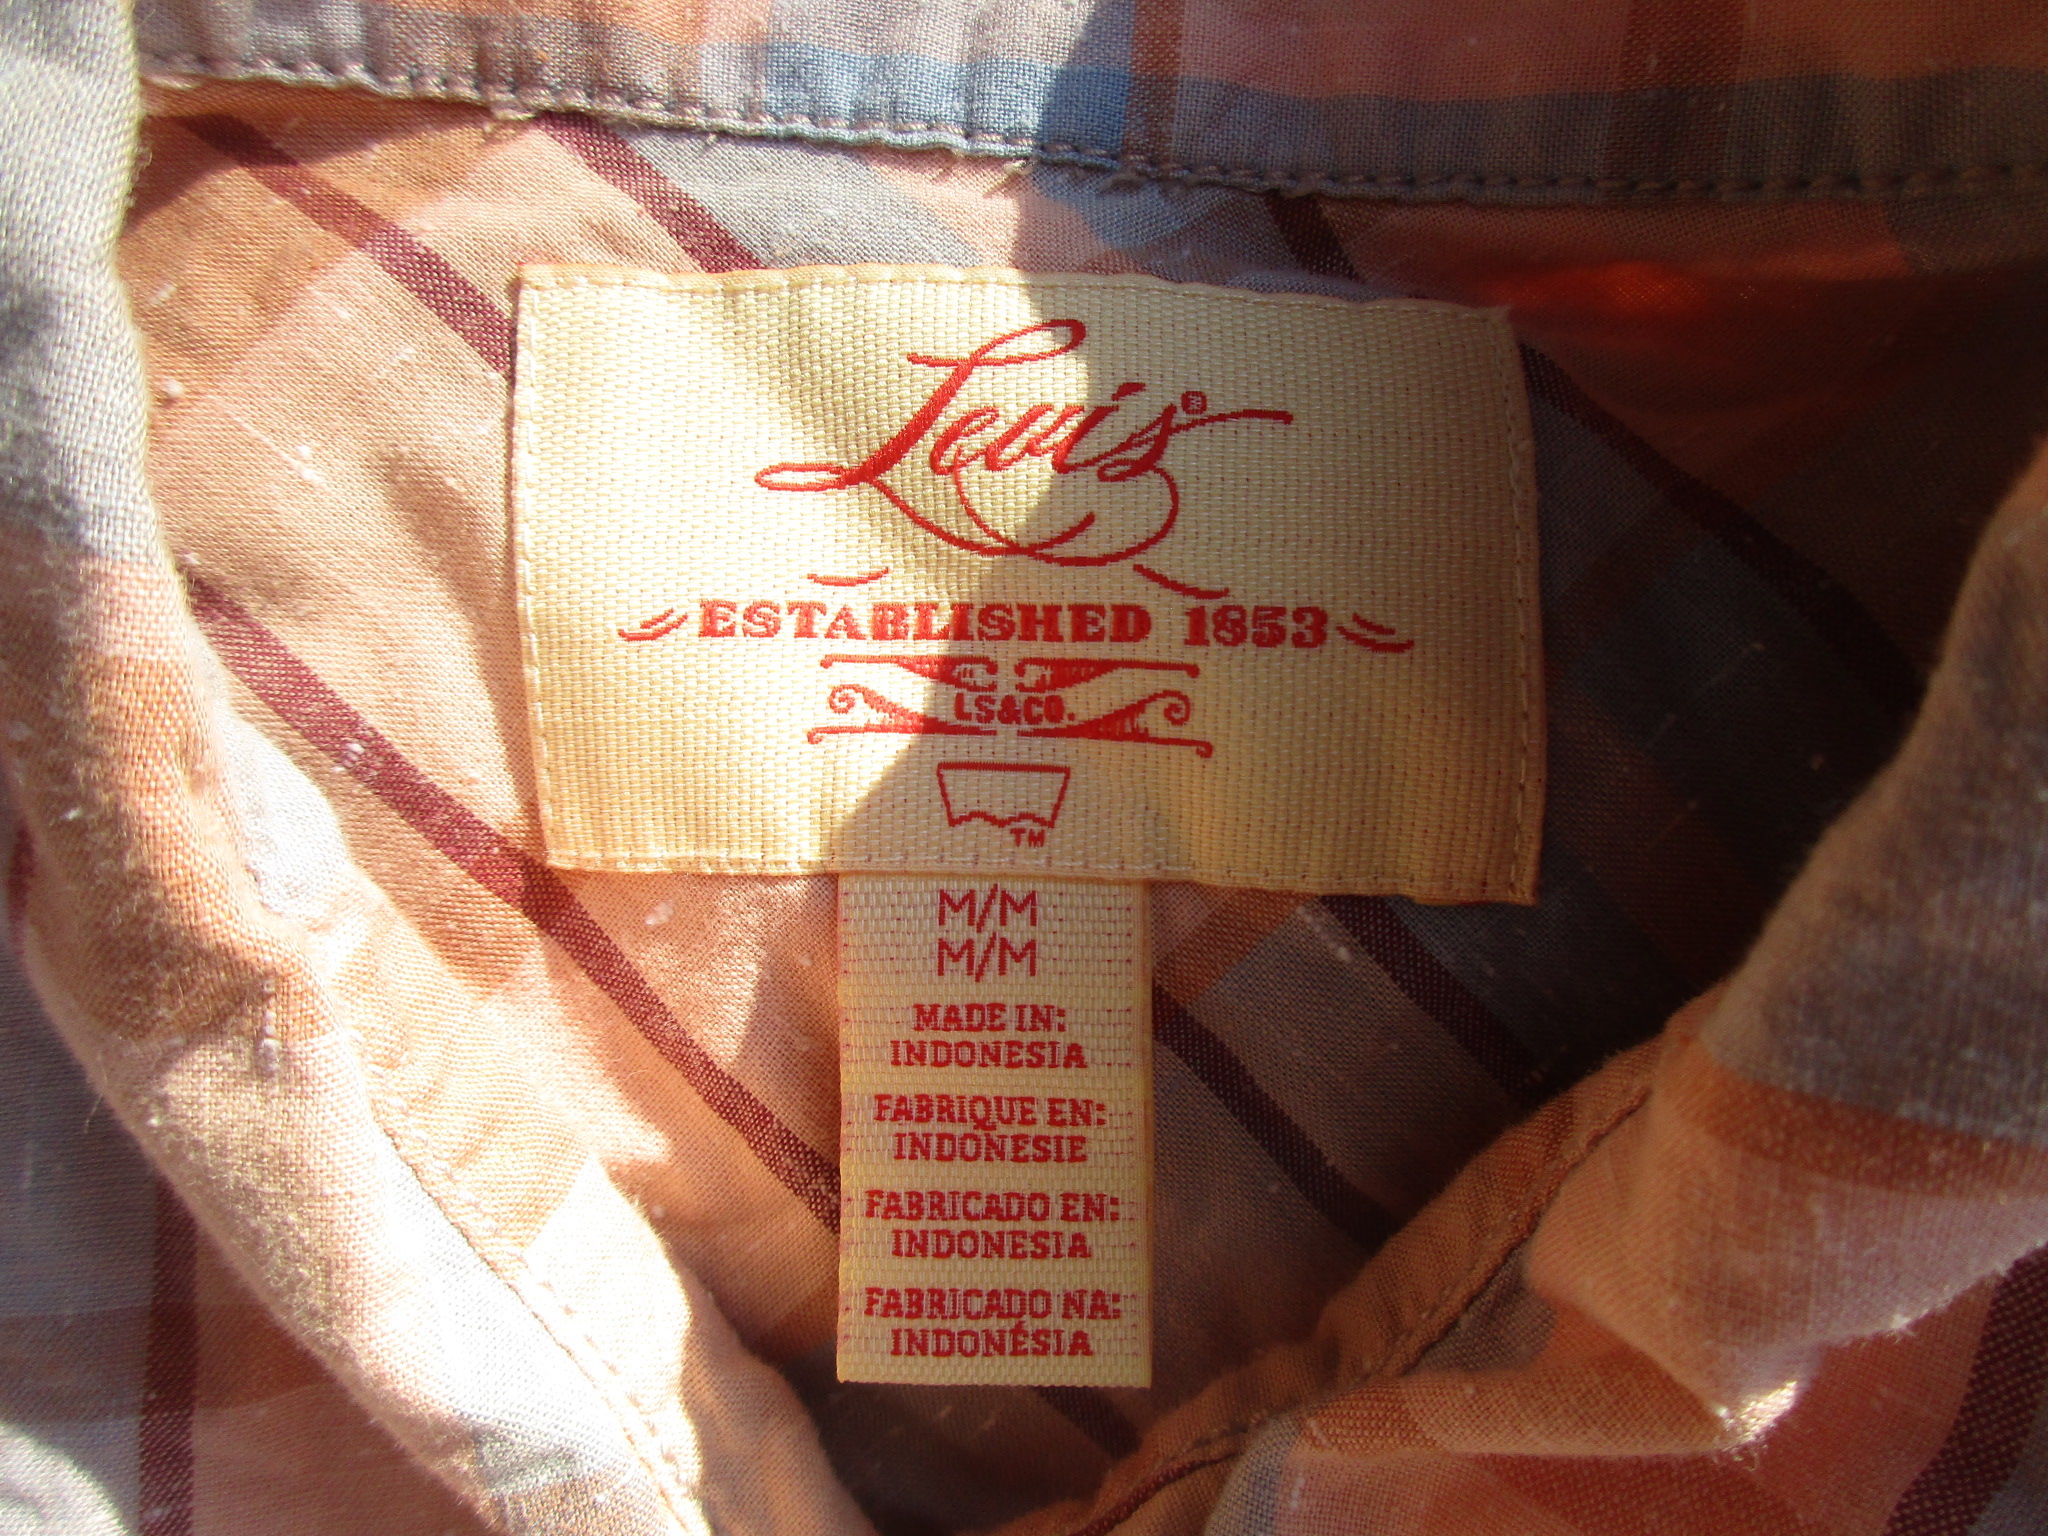 Levi's®
ESTABLISHED 1853
LS&CO.
TM
M/M
M/M
MADE IN:
INDONESIA
FABRIQUE EN:
INDONESIE
FABRICADO EN:
INDONESIA
FABRICADO NA:
INDONÉSIA